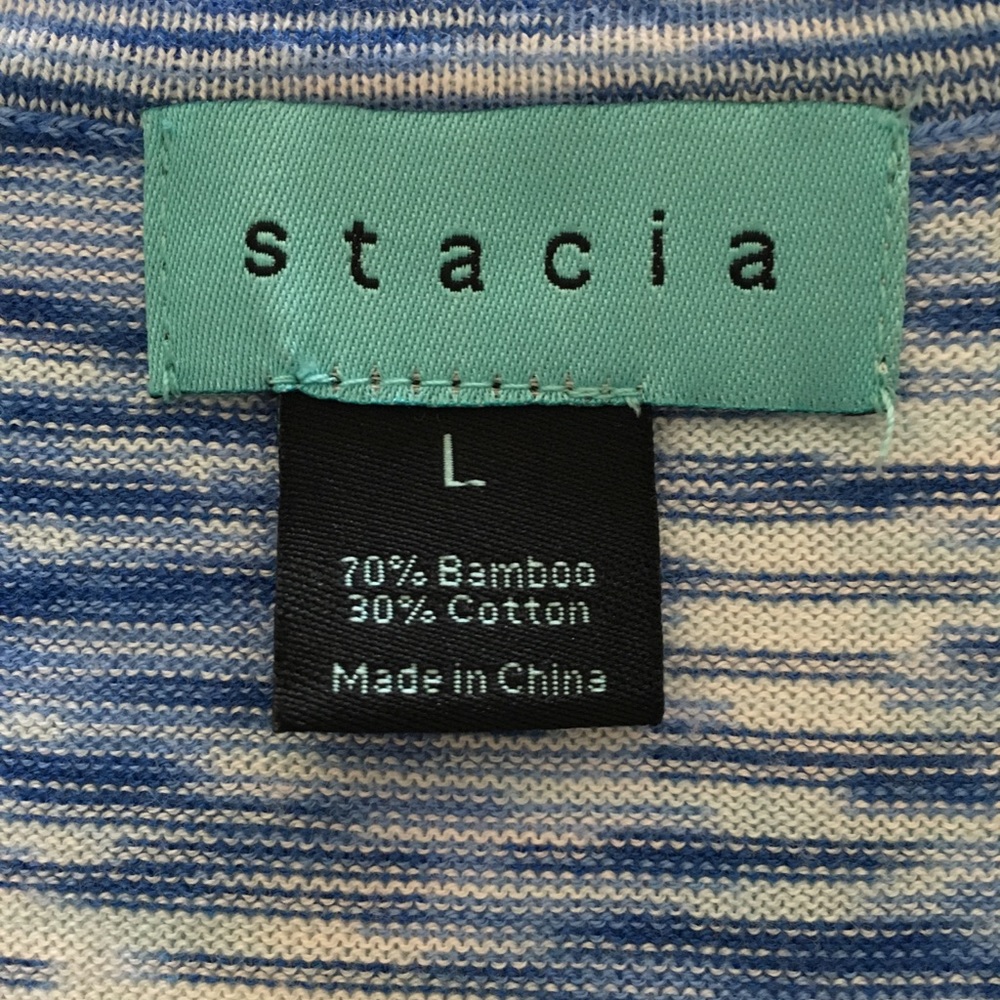 stacia
L
70% Bamboo
30% Cotton
Made in China